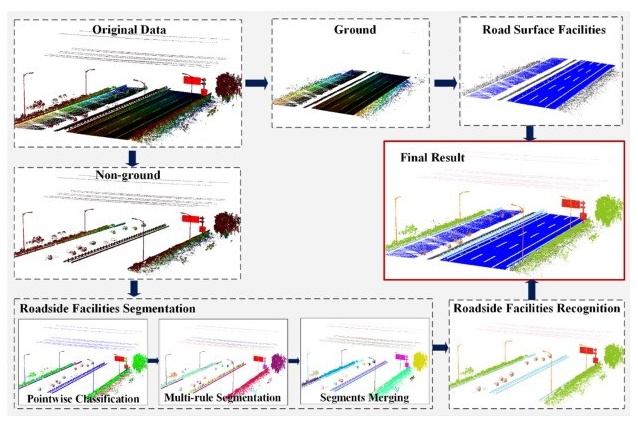 Original Data
Ground
Road Surface Facilities
Final Result
Non-ground
Roadside Facilities Segmentation
Roadside Facilities Recognition
Pointwise Classification
Multi-rule Segmentation
Segments Merging